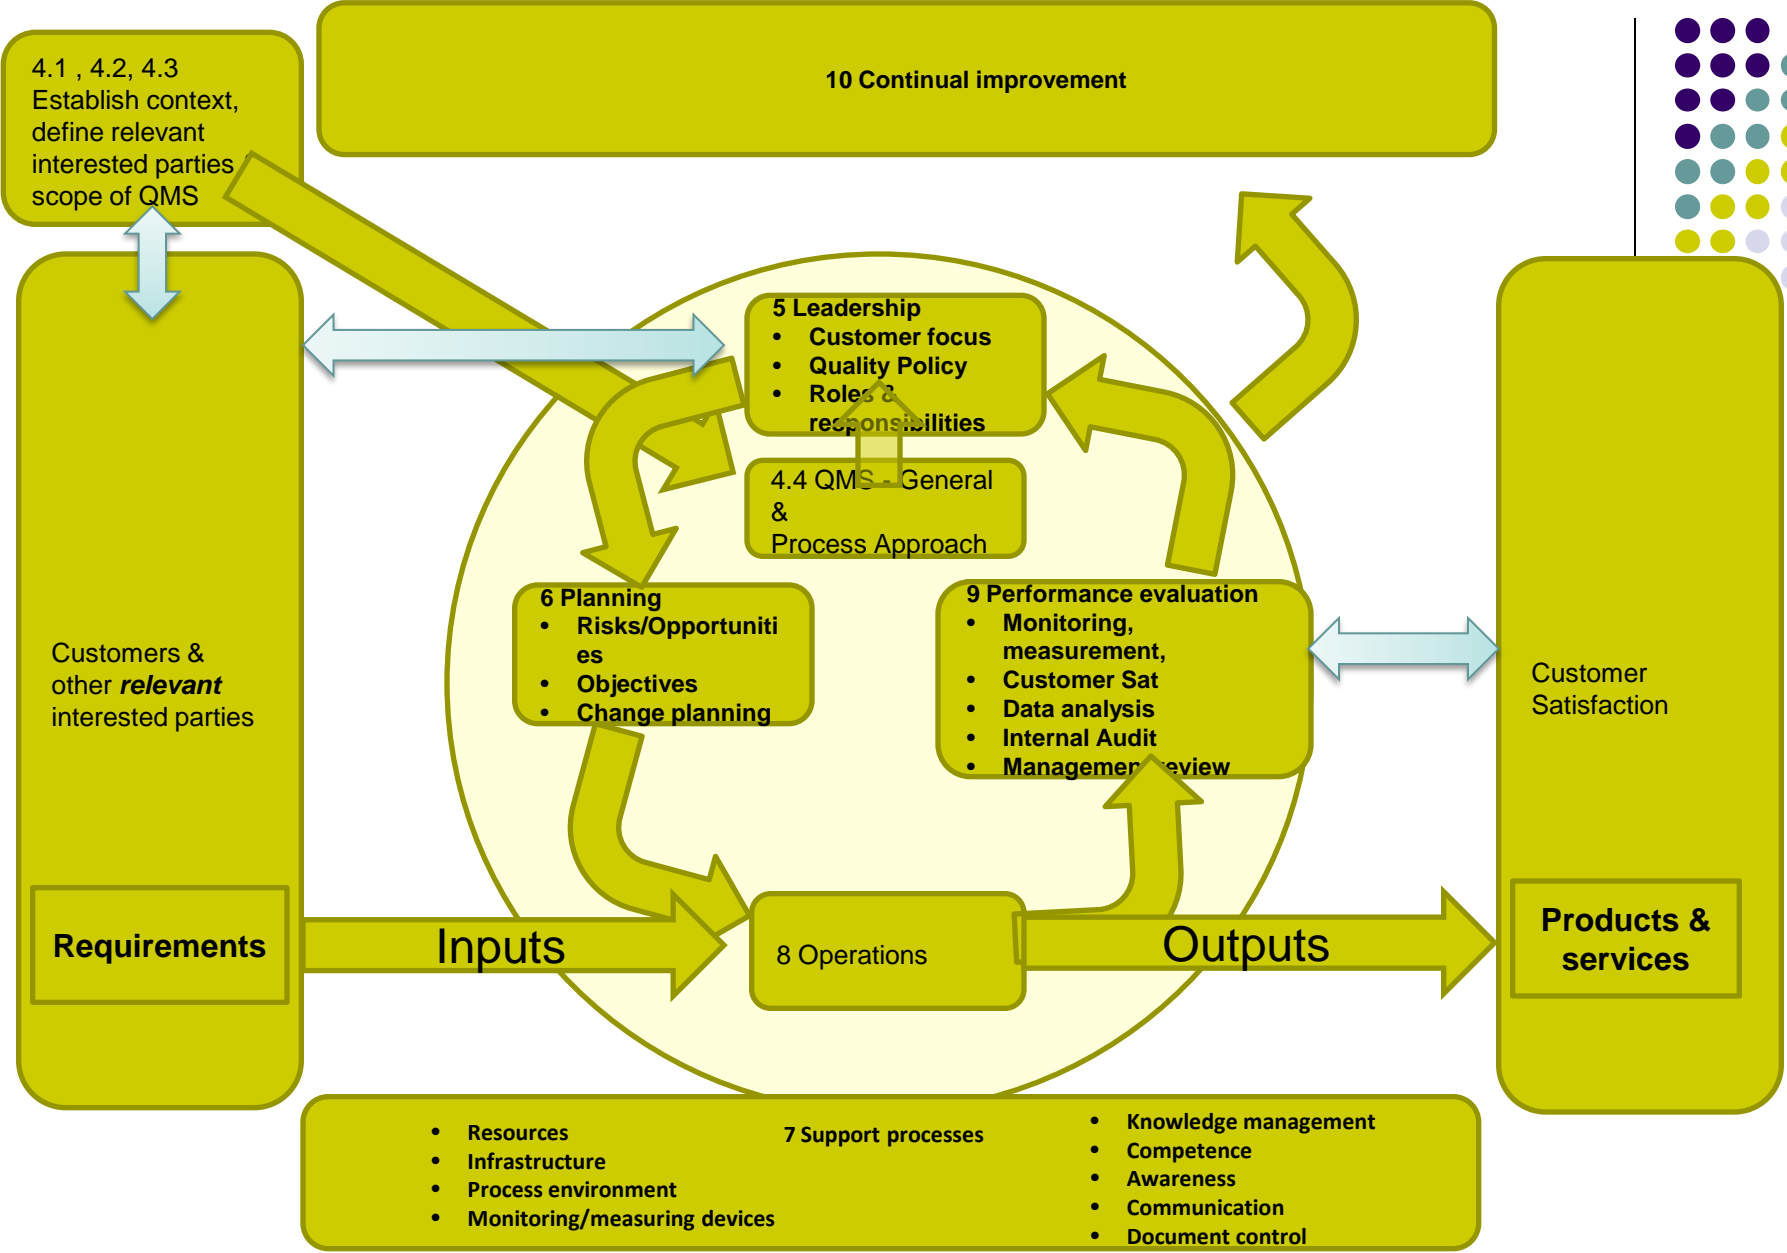 10 Continual improvement
4.1 , 4.2, 4.3
Establish context,
define relevant
interested parties
scope of QMS
5 Leadership
• Customer focus
• Quality Policy
• Roles &
responsibilities
4.4 QMS - General
&
Process Approach
6 Planning
• Risks/Opportuniti
es
• Objectives
• Change planning
9 Performance evaluation
• Monitoring,
measurement,
• Customer Sat
• Data analysis
• Internal Audit
• Management review
Customers &
other relevant
interested parties
Customer
Satisfaction
Requirements
Inputs
8 Operations
Outputs
Products &
services
7 Support processes
• Resources
• Infrastructure
• Process environment
• Monitoring/measuring devices
• Knowledge management
• Competence
• Awareness
• Communication
• Document control